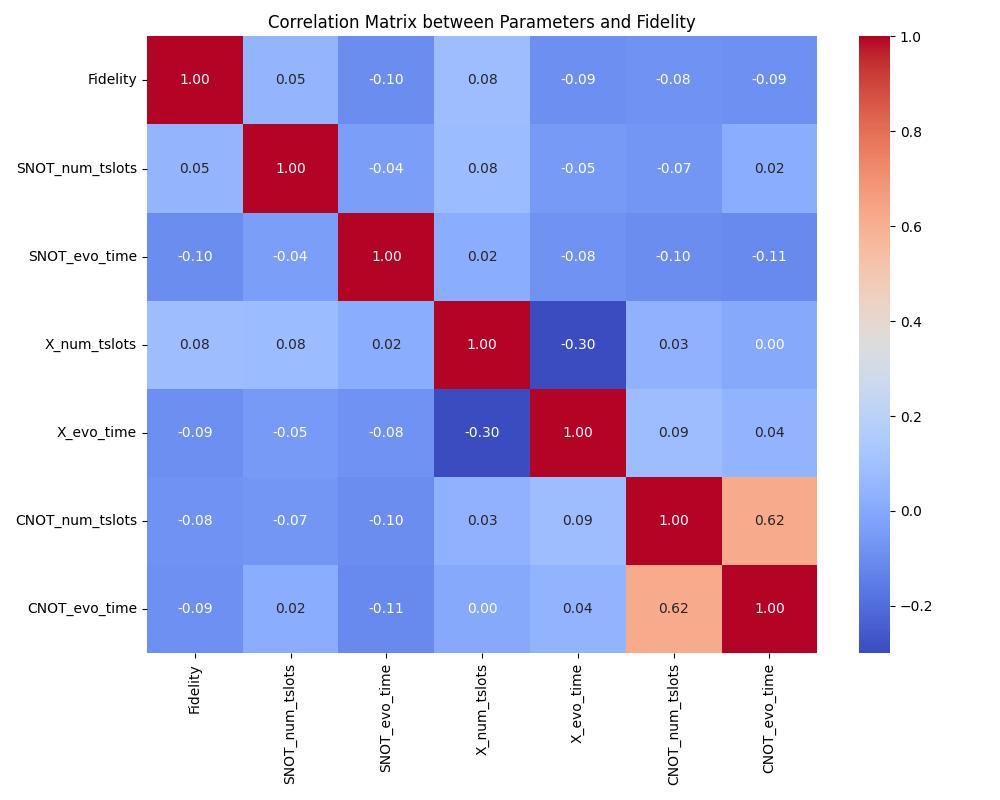 Correlation Matrix between Parameters and Fidelity
Fidelity 1.00 0.05 -0.10 0.08 -0.09 -0.08 -0.09
SNOT_num_tslots 0.05 1.00 -0.04 0.08 -0.05 -0.07 0.02
SNOT_evo_time -0.10 -0.04 1.00 0.02 -0.08 -0.10 -0.11
X_num_tslots 0.08 0.08 0.02 1.00 -0.30 0.03 0.00
X_evo_time -0.09 -0.05 -0.08 -0.30 1.00 0.09 0.04
CNOT_num_tslots -0.08 -0.07 -0.10 0.03 0.09 1.00 0.62
CNOT_evo_time -0.09 0.02 -0.11 0.00 0.04 0.62 1.00
Fidelity
SNOT_num_tslots
SNOT_evo_time
X_num_tslots
X_evo_time
CNOT_num_tslots
CNOT_evo_time
1.0
0.8
0.6
0.4
0.2
0.0
−0.2